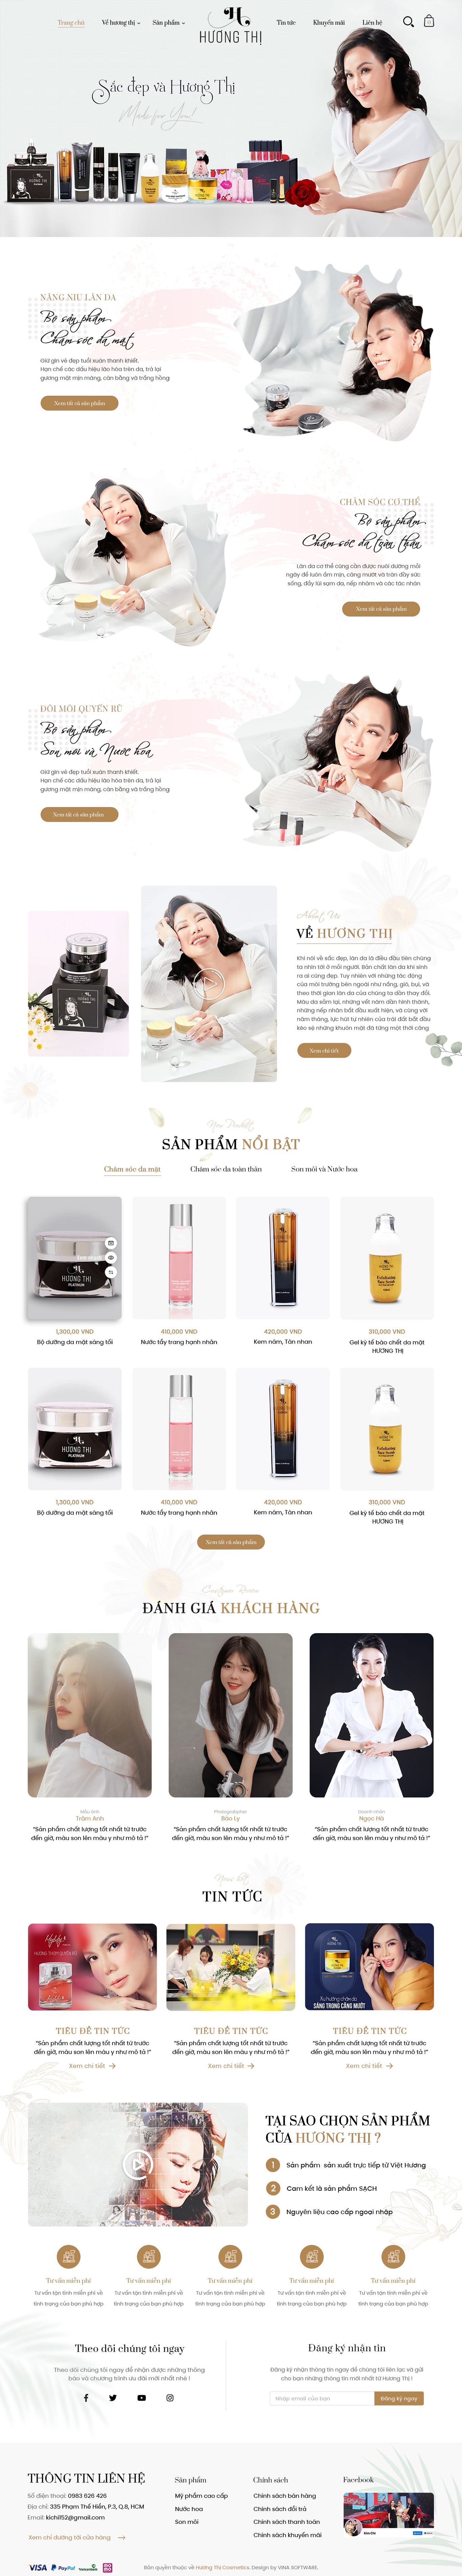 Trang chủ
Về hương thị
Sản phẩm
HƯƠNG THỊ
Tin tức
Khuyến mãi
Liên hệ
Sắc đẹp và Hương Thị
Made for You!
NÂNG NIU LÀN DA
Bộ sản phẩm
Chăm sóc da mặt
Giữ gìn vẻ đẹp tuổi xuân thanh khiết.
Hạn chế các dấu hiệu lão hóa trên da, trả lại
gương mặt mịn màng, căn bằng và trắng hồng
Xem tất cả sản phẩm
CHĂM SÓC CƠ THỂ
Bộ sản phẩm
Chăm sóc da toàn thân
Làn da cơ thể cũng cần được nuôi dưỡng mỗi
ngày để luôn ẩm mịn, căng mướt và tràn đầy sức
sống, đẩy lùi sạm da, nếp nhăn và các tác nhân
Xem tất cả sản phẩm
ĐÔI MÔI QUYẾN RŨ
Bộ sản phẩm
Son môi và Nước hoa
Giữ gìn vẻ đẹp tuổi xuân thanh khiết.
Hạn chế các dấu hiệu lão hóa trên da, trả lại
gương mặt mịn màng, căn bằng và trắng hồng
Xem tất cả sản phẩm
About Us
VỀ HƯƠNG THỊ
Khi nói về sắc đẹp, làn da là điều đầu tiên chúng
ta nhìn tới ở mỗi người. Bản chất làn da khi sinh
ra ai cũng đẹp. Tuy nhiên với những tác động
của môi trường bên ngoài như nắng, gió, bụi, và
theo thời gian làn da của chúng ta dần thay đổi.
Màu da sẫm lại, những vết nám dần hình thành,
những nếp nhăn bắt đầu xuất hiện, và cùng với
năm tháng, lực hút tự nhiên của trái đất bắt đầu
kéo sệ những khuôn mặt đã từng một thời căng
Xem chi tiết
New Product
SẢN PHẨM NỔI BẬT
Chăm sóc da mặt
Chăm sóc da toàn thân
Son môi và Nước hoa
HƯƠNG THỊ
PLATINUM
1,300,00 VND
Bộ dưỡng da mặt sáng tối
410,000 VND
Nước tẩy trang hạnh nhân
420,000 VND
Kem nám, Tàn nhan
310,000 VND
Gel kỳ tế bào chết da mặt
HƯƠNG THỊ
HƯƠNG THỊ
PLATINUM
1,300,00 VND
Bộ dưỡng da mặt sáng tối
410,000 VND
Nước tẩy trang hạnh nhân
420,000 VND
Kem nám, Tàn nhan
310,000 VND
Gel kỳ tế bào chết da mặt
HƯƠNG THỊ
Xem tất cả sản phẩm
Customer Review
ĐÁNH GIÁ KHÁCH HÀNG
Mẫu ảnh
Trâm Anh
"Sản phẩm chất lượng tốt nhất từ trước
đến giờ, màu son lên màu y như mô tả !"
Photographer
Bảo Ly
"Sản phẩm chất lượng tốt nhất từ trước
đến giờ, màu son lên màu y như mô tả !"
Doanh nhân
Ngọc Hà
"Sản phẩm chất lượng tốt nhất từ trước
đến giờ, màu son lên màu y như mô tả !"
TIN TỨC
Xu hướng chăm da
SÁNG TRONG CĂNG MƯỚT
TIÊU ĐỀ TIN TỨC
"Sản phẩm chất lượng tốt nhất từ trước
đến giờ, màu son lên màu y như mô tả !"
Xem chi tiết
TIÊU ĐỀ TIN TỨC
"Sản phẩm chất lượng tốt nhất từ trước
đến giờ, màu son lên màu y như mô tả !"
Xem chi tiết
TIÊU ĐỀ TIN TỨC
"Sản phẩm chất lượng tốt nhất từ trước
đến giờ, màu son lên màu y như mô tả !"
Xem chi tiết
TẠI SAO CHỌN SẢN PHẨM
CỦA HƯƠNG THỊ ?
1 Sản phẩm sản xuất trực tiếp từ Việt Hương
2 Cam kết là sản phẩm SẠCH
3 Nguyên liệu cao cấp ngoại nhập
Tư vấn miễn phí
Tư vấn tận tình miễn phí về
tình trạng của bạn phù hợp
Tư vấn miễn phí
Tư vấn tận tình miễn phí về
tình trạng của bạn phù hợp
Tư vấn miễn phí
Tư vấn tận tình miễn phí về
tình trạng của bạn phù hợp
Tư vấn miễn phí
Tư vấn tận tình miễn phí về
tình trạng của bạn phù hợp
Tư vấn miễn phí
Tư vấn tận tình miễn phí về
tình trạng của bạn phù hợp
Theo dõi chúng tôi ngay
Theo dõi chúng tôi ngay để nhận được những thông
báo và chương trình ưu đãi mới nhất nhé !
Đăng ký nhận tin
Đăng ký nhận thông tin ngay để chúng tôi liên lạc và gửi
cho bạn những thông tin mới nhất từ Hương Thị !
Nhập email của bạn
Đăng ký ngay
THÔNG TIN LIÊN HỆ
Số điện thoại: 0983 626 426
Địa chỉ: 335 Phạm Thế Hiển, P.3, Q.8, HCM
Email: kichi152@gmail.com
Xem chỉ đường tới cửa hàng
Sản phẩm
Mỹ phẩm cao cấp
Nước hoa
Son môi
Chính sách
Chính sách bán hàng
Chính sách đổi trả
Chính sách thanh toán
Chính sách khuyến mãi
Facebook
VISA
PayPal
Bản quyền thuộc về Hương Thị Cosmetics. Design by VINA SOFTWARE.